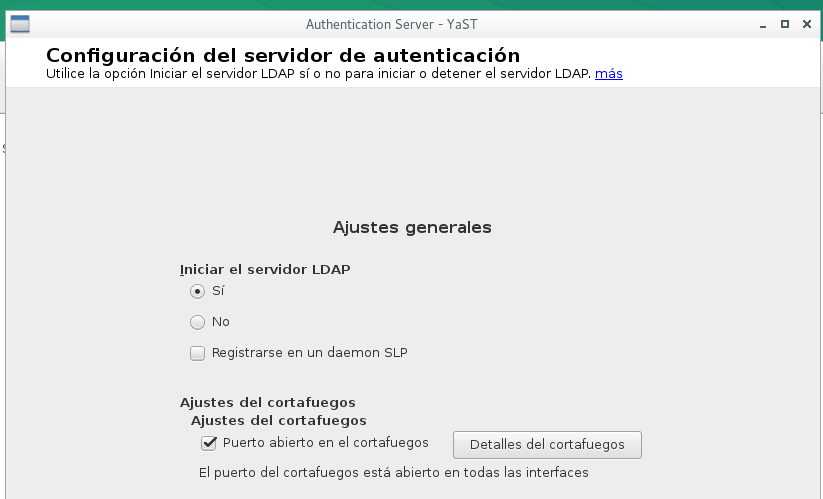 Authentication Server - YaST
Configuración del servidor de autenticación
Utilice la opción Iniciar el servidor LDAP sí o no para iniciar o detener el servidor LDAP. más
Ajustes generales
Iniciar el servidor LDAP
Sí
No
Registrarse en un daemon SLP
Ajustes del cortafuegos
Ajustes del cortafuegos
Puerto abierto en el cortafuegos
Detalles del cortafuegos
El puerto del cortafuegos está abierto en todas las interfaces